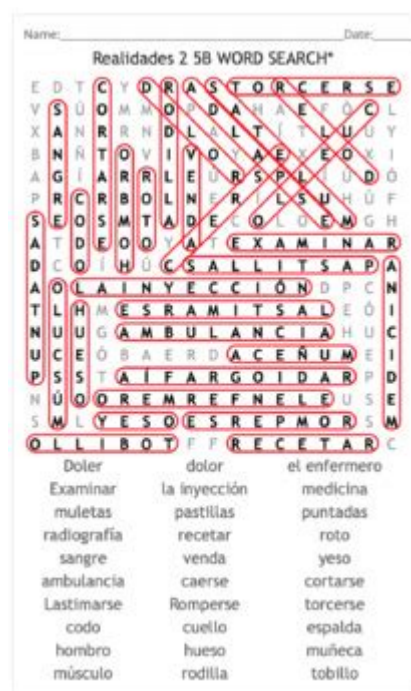 Name: Date:
Realidades 2 5B WORD SEARCH*
E D T C Y D R A S T O R C E R S E
V S Ú O M M O P D A H A E F Ó C L
X A N R R N D L A L T Í T L U U Y
B N Ñ T O V I V O Y A E X E O X I
A G Í A R R L E U R S P L Í U D Ó
P R C R B O L N E R I L S U H Ú F
S E O S M T A D E C O L O E M G H
A T D E O O Y A T E X A M I N A R
D C O Í H Ú C S A L L I T S A P A
A O L A I N Y E C C I Ó N D P C N
T L H M E S R A M I T S A L E Ó I
N U U G A M B U L A N C I A H U C
U C E Ó B A E R D A C E Ñ U M E I
P S S T A Í F A R G O I D A R P D
N Ú O O R E M R E F N E L E U S E
S M L Y E S O E S R E P M O R S M
O L L I B O T F F R E C E T A R C
Doler dolor el enfermero
Examinar la inyección medicina
muletas pastillas puntadas
radiografía recetar roto
sangre venda yeso
ambulancia caerse cortarse
Lastimarse Romperse torcerse
codo cuello espalda
hombro hueso muñeca
músculo rodilla tobillo